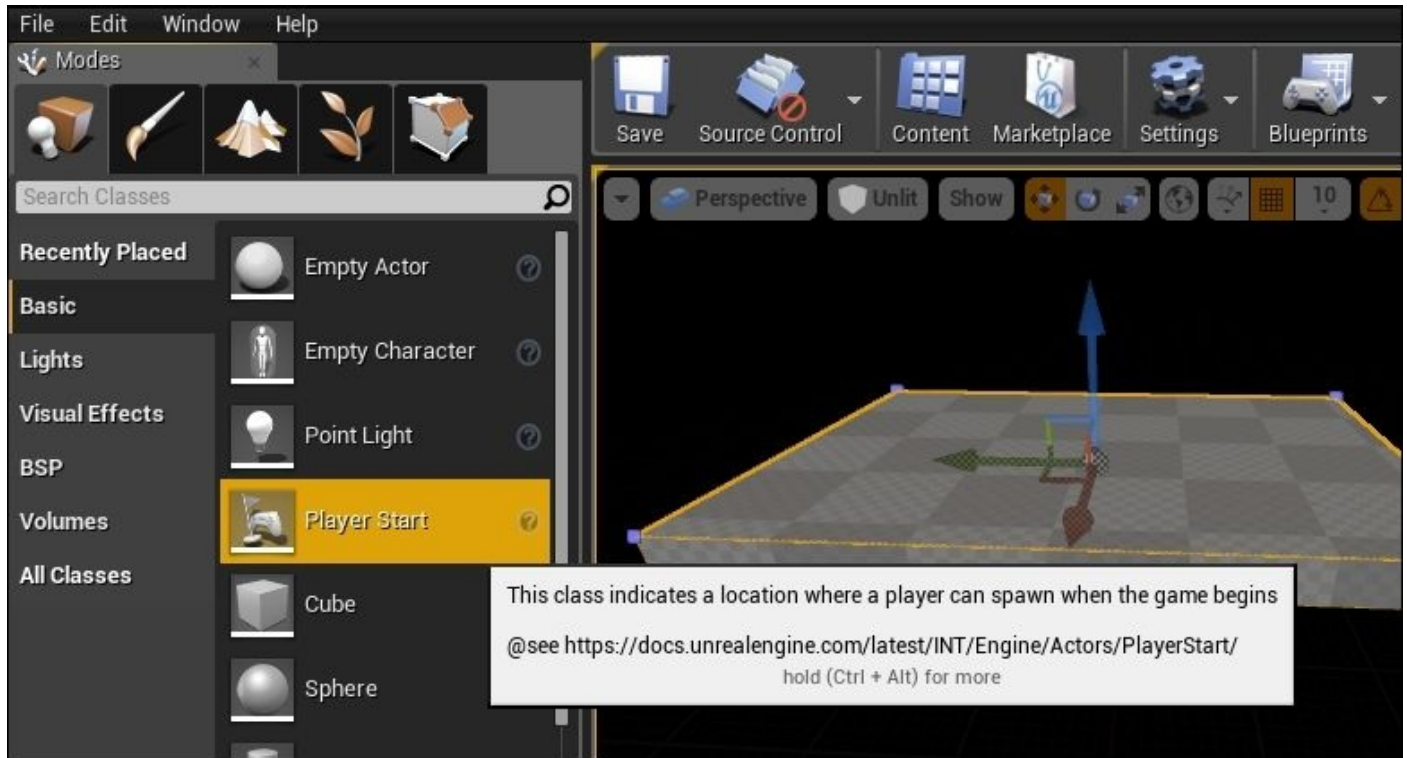 File Edit Window Help
Modes
Save Source Control Content Marketplace Settings Blueprints
Search Classes
Perspective Unlit Show 10
Recently Placed
Basic
Lights
Visual Effects
BSP
Volumes
All Classes
Empty Actor
Empty Character
Point Light
Player Start
Cube
Sphere
This class indicates a location where a player can spawn when the game begins
@see https://docs.unrealengine.com/latest/INT/Engine/Actors/PlayerStart/
hold (Ctrl + Alt) for more